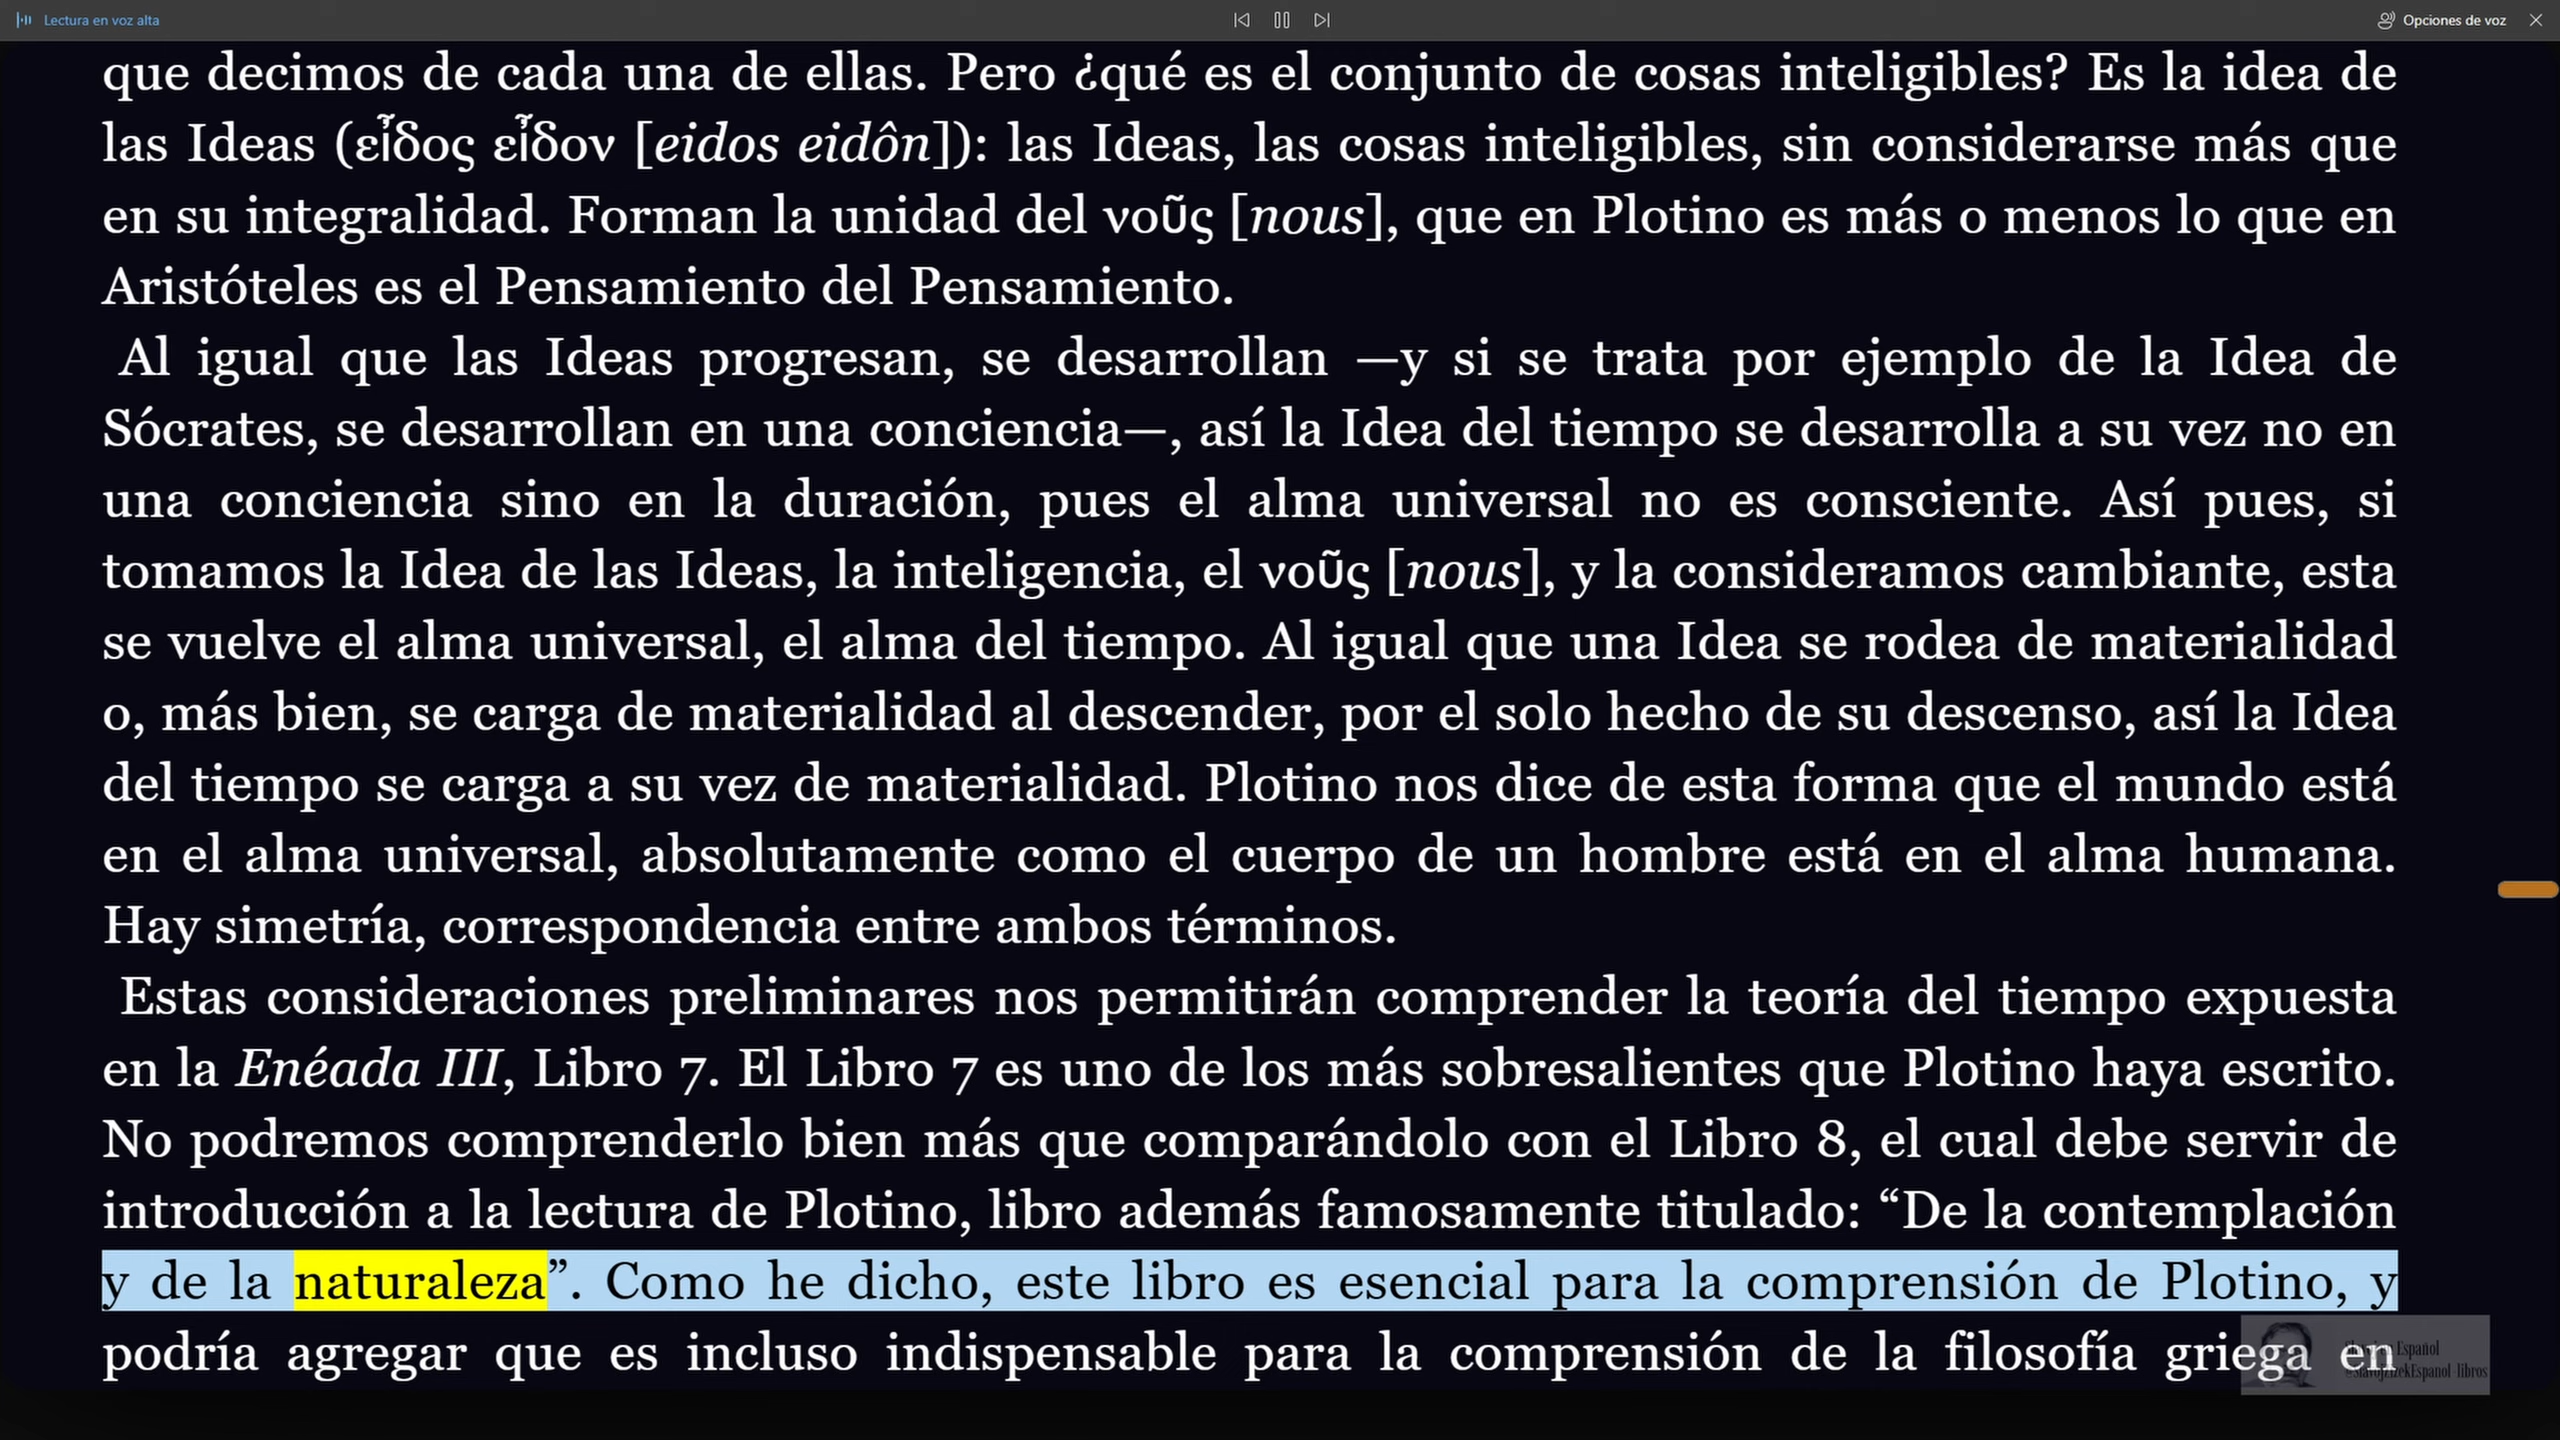 Lectura en voz alta
Opciones de voz
que decimos de cada una de ellas. Pero ¿qué es el conjunto de cosas inteligibles? Es la idea de
las Ideas (εἶδος εἶδον [eidos eidôn]): las Ideas, las cosas inteligibles, sin considerarse más que
en su integralidad. Forman la unidad del νοῦς [nous], que en Plotino es más o menos lo que en
Aristóteles es el Pensamiento del Pensamiento.
Al igual que las Ideas progresan, se desarrollan —y si se trata por ejemplo de la Idea de
Sócrates, se desarrollan en una conciencia—, así la Idea del tiempo se desarrolla a su vez no en
una conciencia sino en la duración, pues el alma universal no es consciente. Así pues, si
tomamos la Idea de las Ideas, la inteligencia, el νοῦς [nous], y la consideramos cambiante, esta
se vuelve el alma universal, el alma del tiempo. Al igual que una Idea se rodea de materialidad
o, más bien, se carga de materialidad al descender, por el solo hecho de su descenso, así la Idea
del tiempo se carga a su vez de materialidad. Plotino nos dice de esta forma que el mundo está
en el alma universal, absolutamente como el cuerpo de un hombre está en el alma humana.
Hay simetría, correspondencia entre ambos términos.
Estas consideraciones preliminares nos permitirán comprender la teoría del tiempo expuesta
en la Enéada III, Libro 7. El Libro 7 es uno de los más sobresalientes que Plotino haya escrito.
No podremos comprenderlo bien más que comparándolo con el Libro 8, el cual debe servir de
introducción a la lectura de Plotino, libro además famosamente titulado: “De la contemplación
y de la naturaleza”. Como he dicho, este libro es esencial para la comprensión de Plotino, y
podría agregar que es incluso indispensable para la comprensión de la filosofía griega en
Español